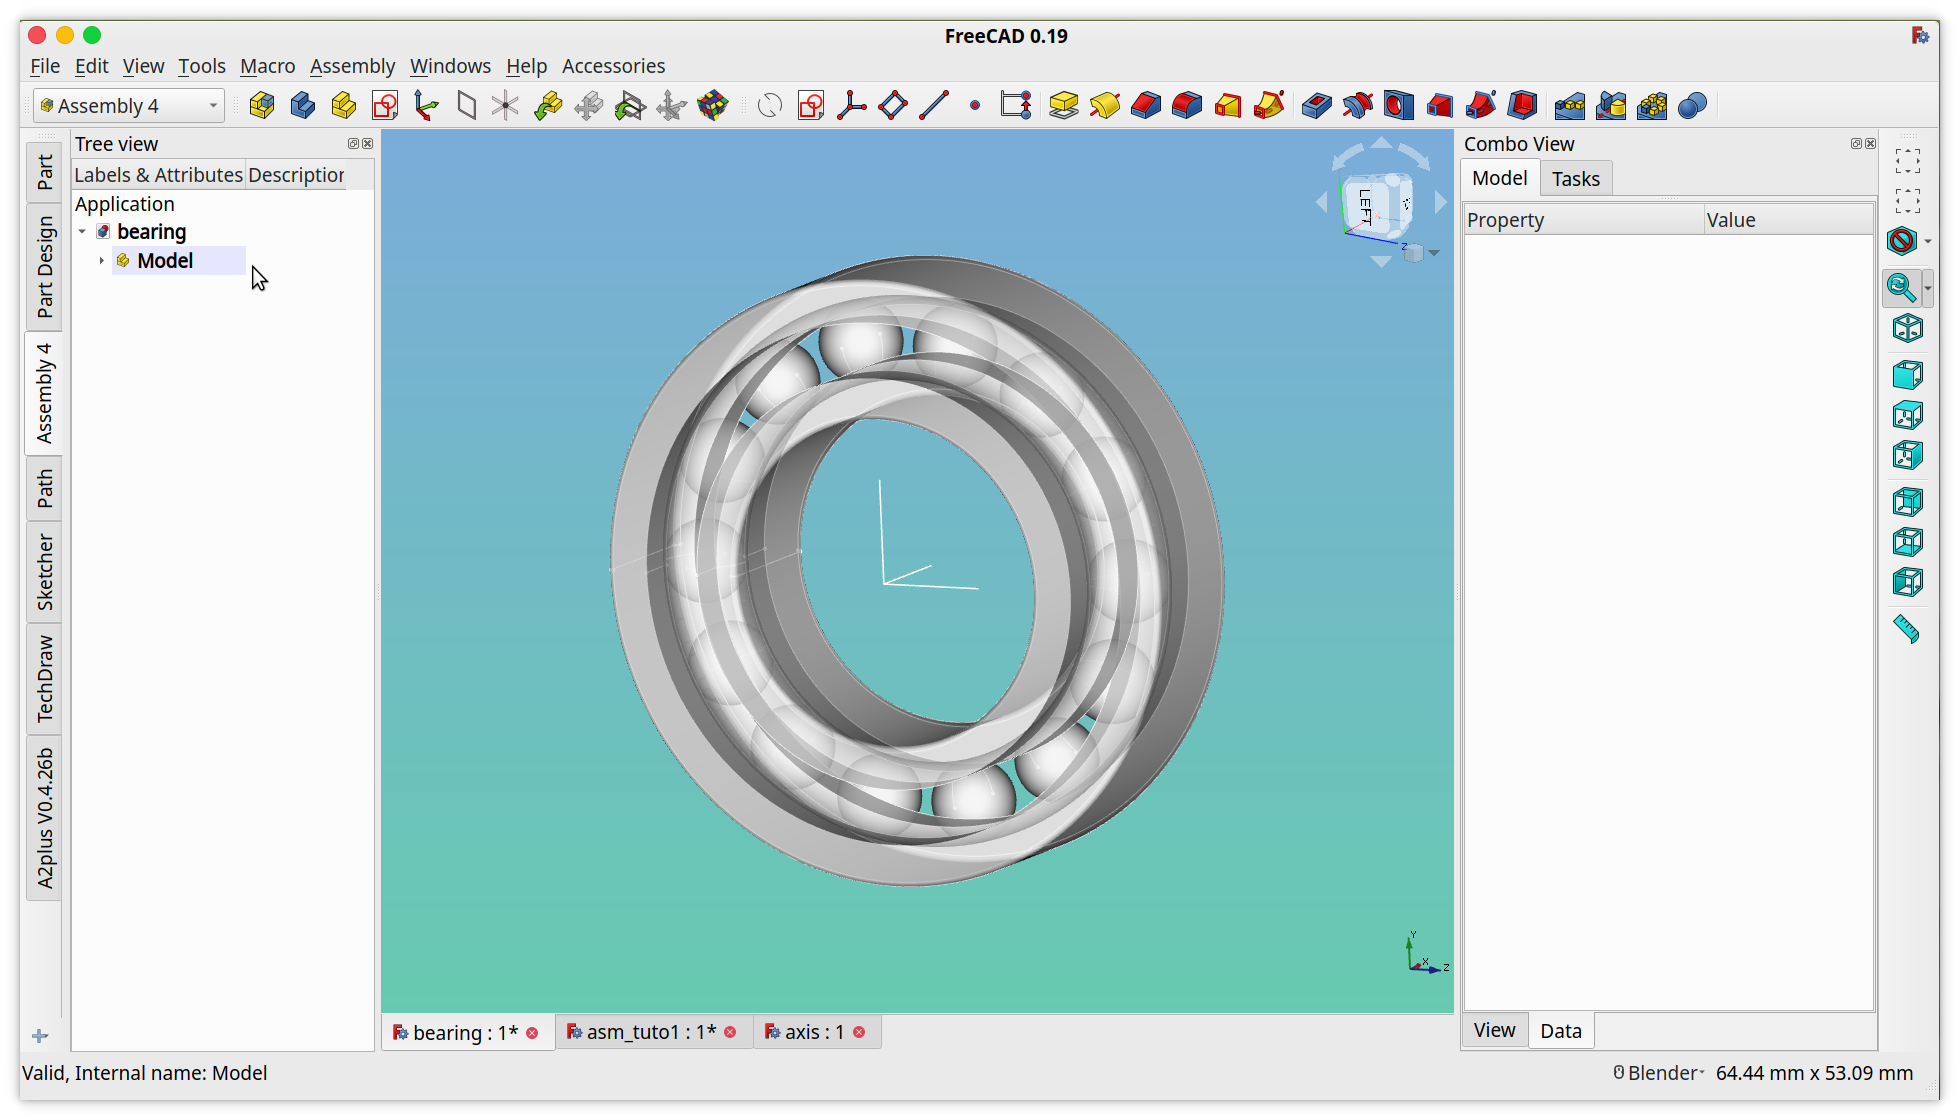 FreeCAD 0.19
File Edit View Tools Macro Assembly Windows Help Accessories
Assembly 4
Tree view
Labels & Attributes Description
Application
bearing
Model
Part
Part Design
Assembly 4
Path
Sketcher
TechDraw
A2plus V0.4.26b
LEFT
Z
Y
X
Z
bearing : 1*
asm_tuto1 : 1*
axis : 1
Combo View
Model Tasks
Property Value
View Data
Valid, Internal name: Model
Blender 64.44 mm x 53.09 mm